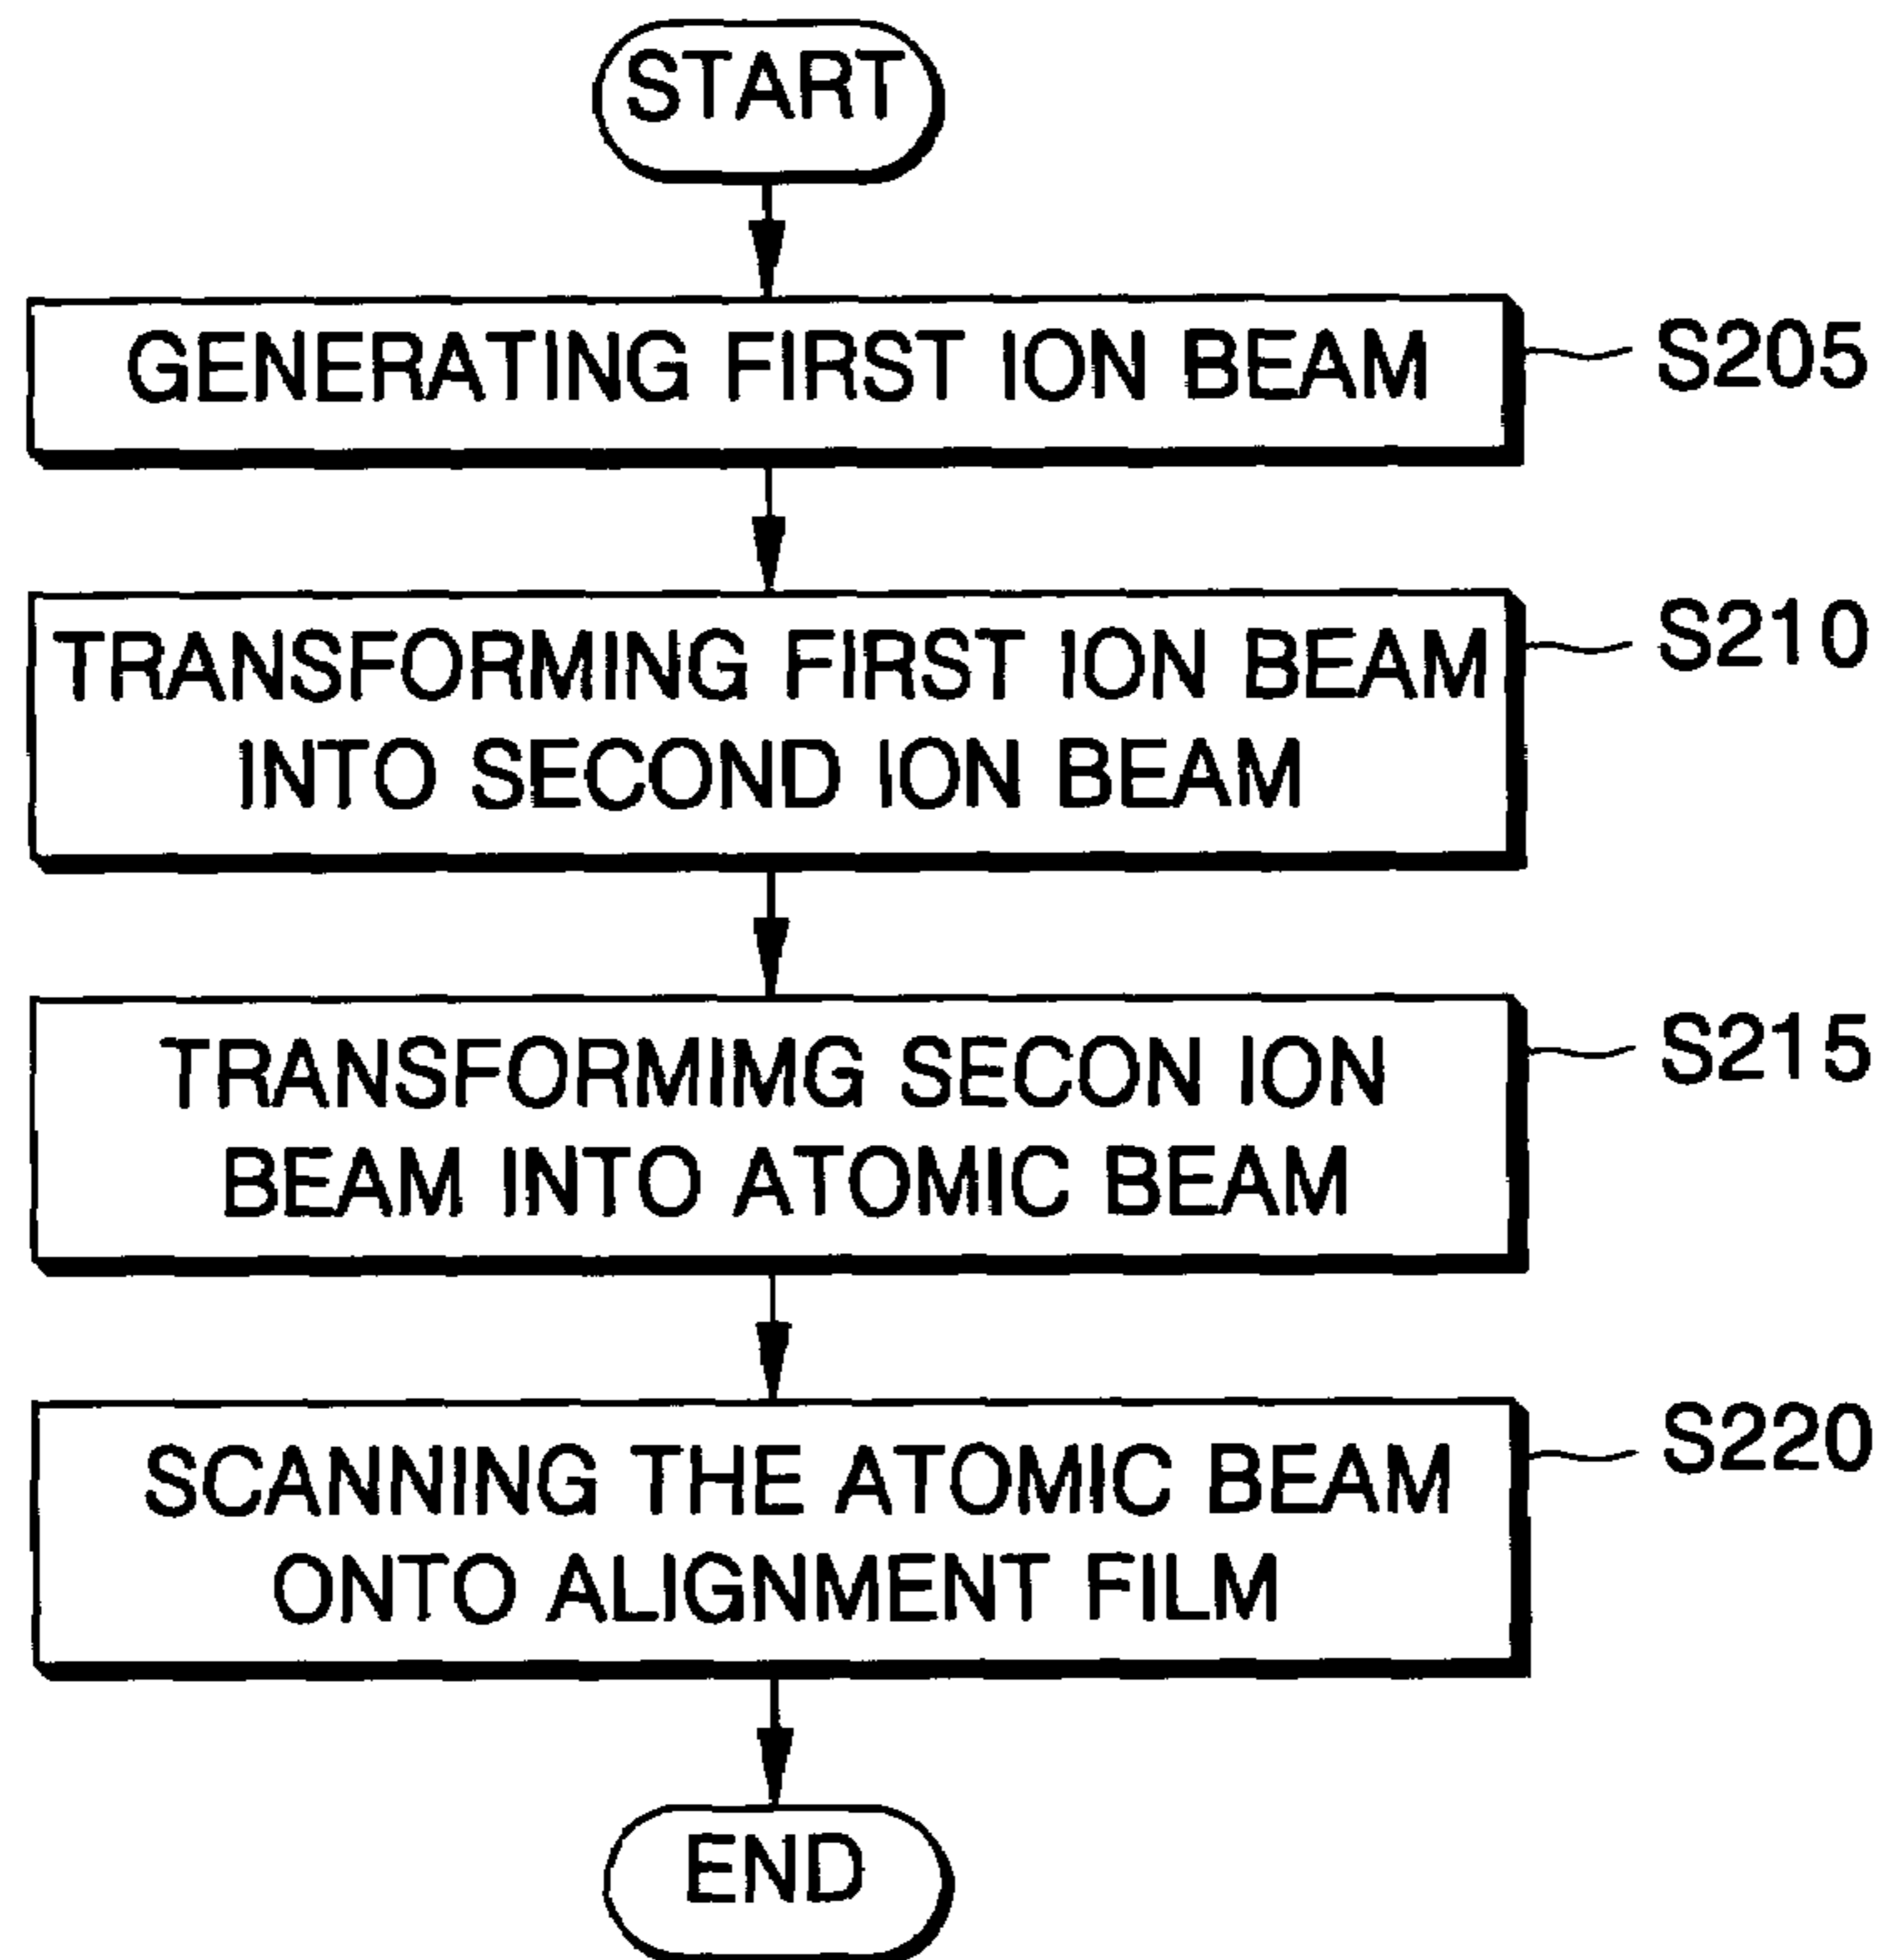 START
GENERATING FIRST ION BEAM
S205
TRANSFORMING FIRST ION BEAM
INTO SECOND ION BEAM
S210
TRANSFORMIMG SECON ION
BEAM INTO ATOMIC BEAM
S215
SCANNING THE ATOMIC BEAM
ONTO ALIGNMENT FILM
S220
END